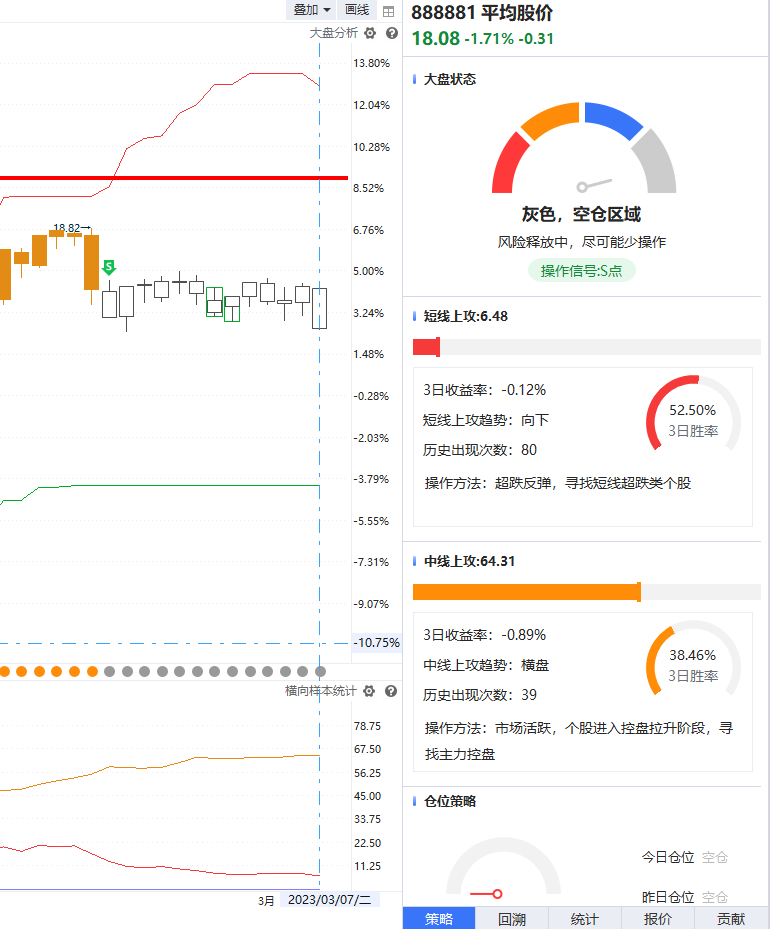 叠加 画线
大盘分析
13.80%
12.04%
10.28%
8.52%
6.76%
5.00%
3.24%
1.48%
-0.28%
-2.03%
-3.79%
-5.55%
-7.31%
-9.07%
-10.75%
18.82→
S
横向样本统计
78.75
67.50
56.25
45.00
33.75
22.50
11.25
3月 2023/03/07/二
888881 平均股价
18.08 -1.71% -0.31
大盘状态
灰色，空仓区域
风险释放中，尽可能少操作
操作信号:S点
短线上攻:6.48
3日收益率：-0.12%
短线上攻趋势：向下
历史出现次数：80
52.50%
3日胜率
操作方法：超跌反弹，寻找短线超跌类个股
中线上攻:64.31
3日收益率：-0.89%
中线上攻趋势：横盘
历史出现次数：39
38.46%
3日胜率
操作方法：市场活跃，个股进入控盘拉升阶段，寻
找主力控盘
仓位策略
今日仓位 空仓
昨日仓位 空仓
策略 回溯 统计 报价 贡献